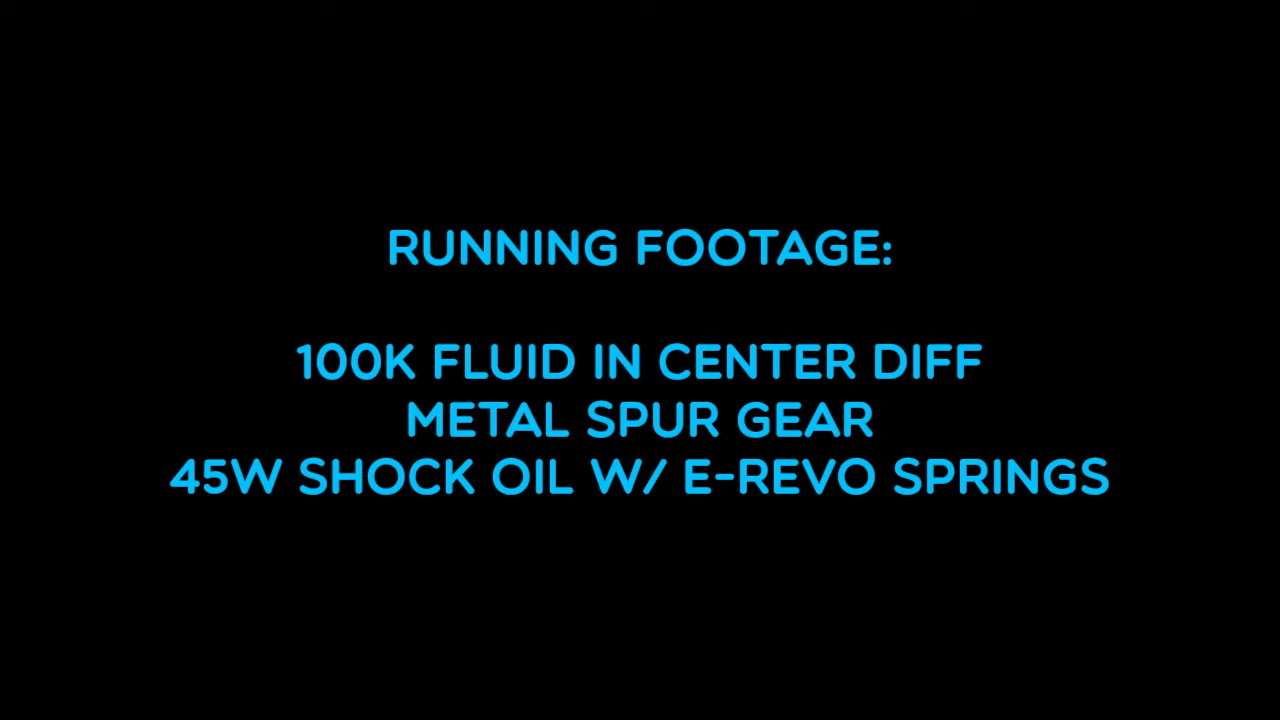 RUNNING FOOTAGE:
100K FLUID IN CENTER DIFF
METAL SPUR GEAR
45W SHOCK OIL W/ E-REVO SPRINGS